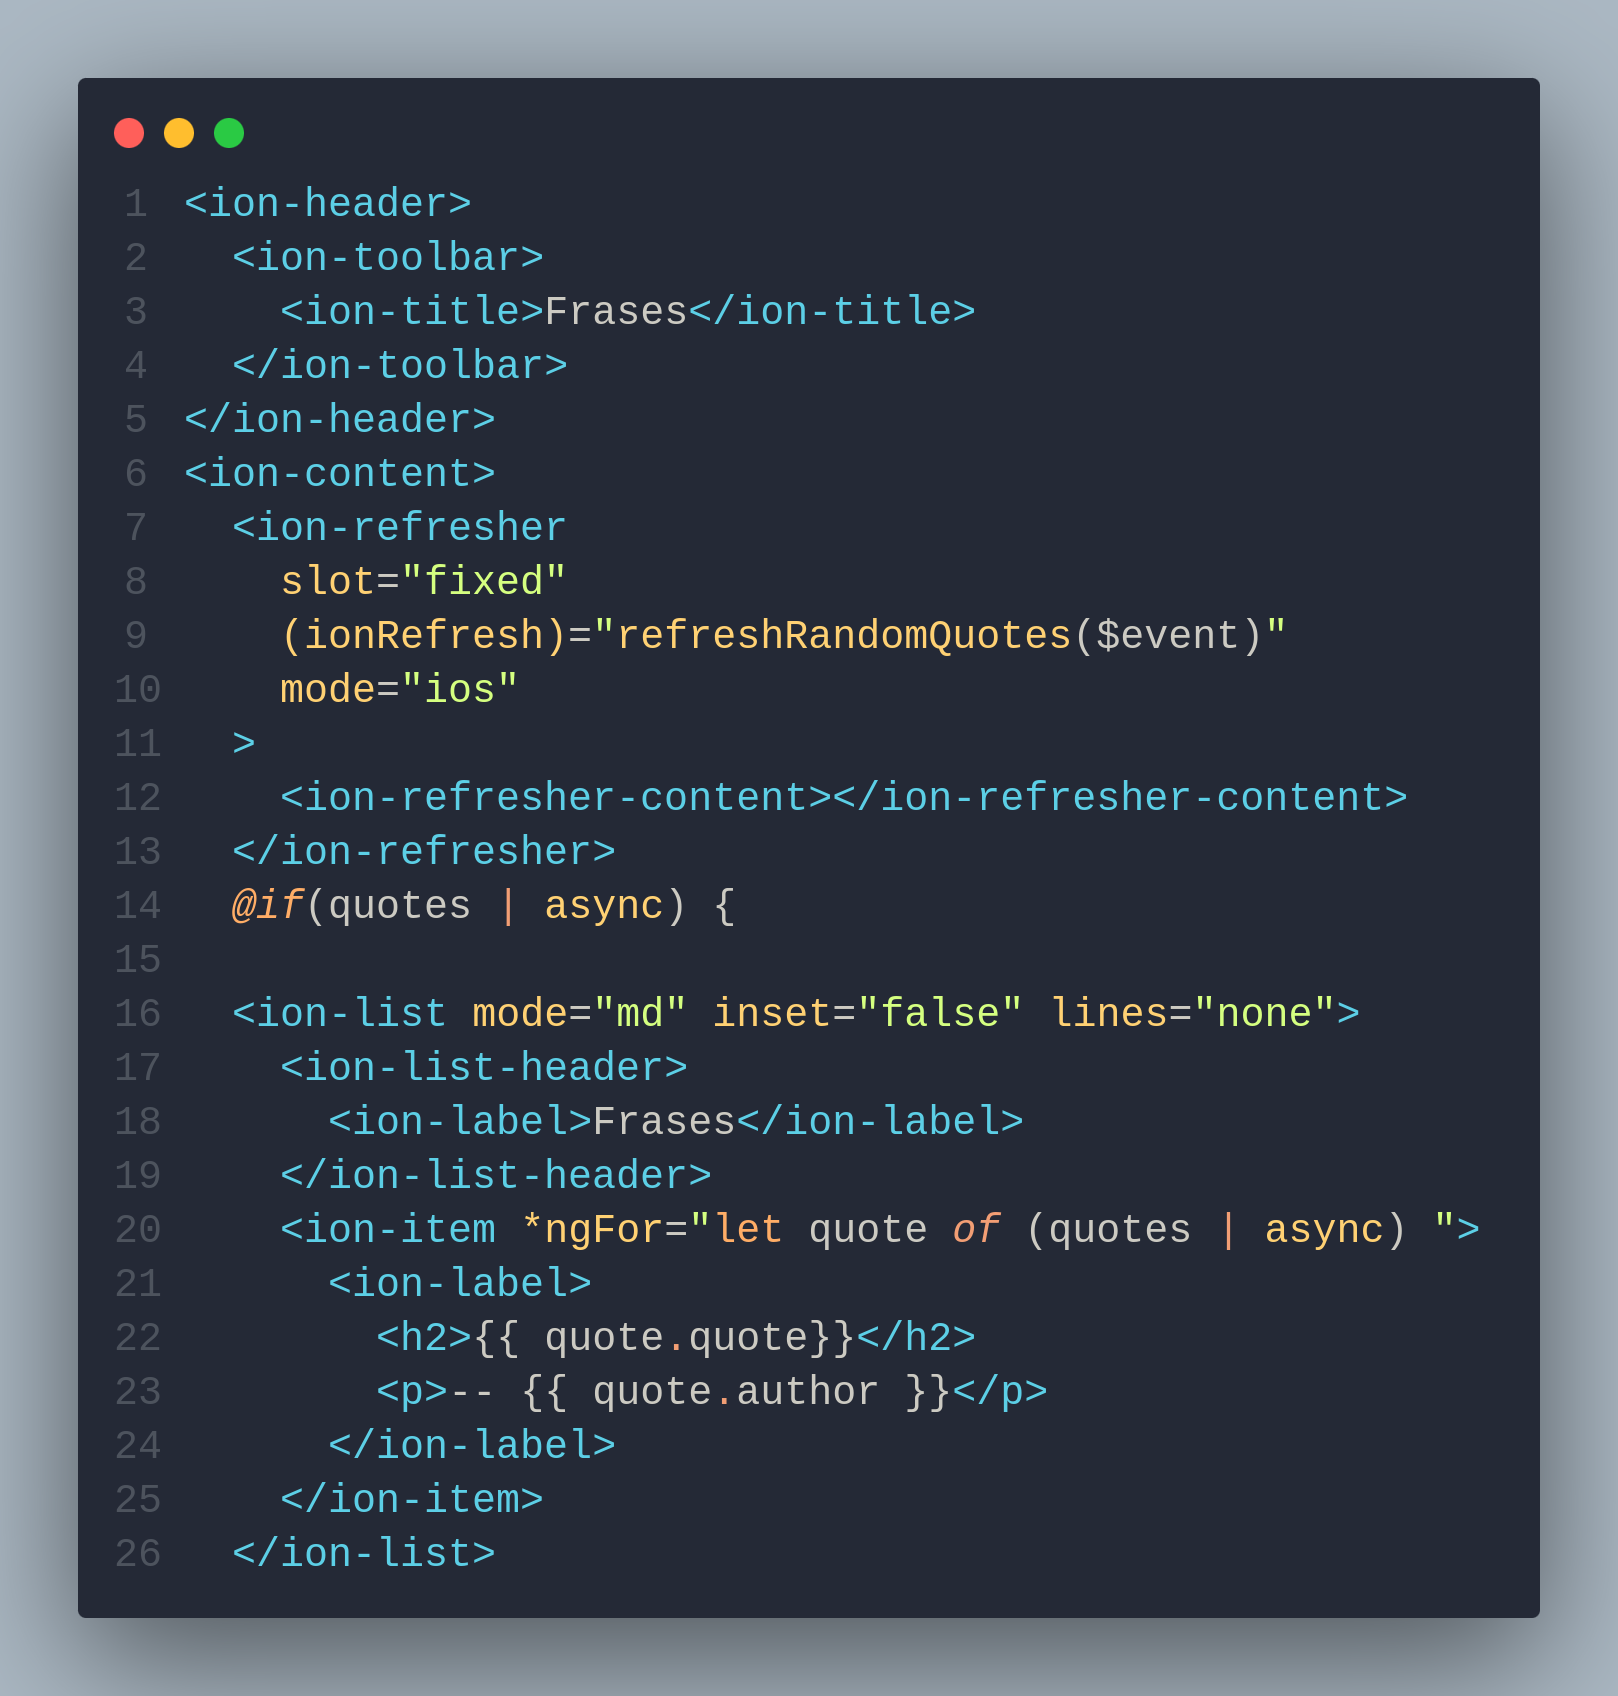 1 <ion-header>
2   <ion-toolbar>
3     <ion-title>Frases</ion-title>
4   </ion-toolbar>
5 </ion-header>
6 <ion-content>
7   <ion-refresher
8     slot="fixed"
9     (ionRefresh)="refreshRandomQuotes($event)"
10     mode="ios"
11   >
12     <ion-refresher-content></ion-refresher-content>
13   </ion-refresher>
14   @if(quotes | async) {
15
16   <ion-list mode="md" inset="false" lines="none">
17     <ion-list-header>
18       <ion-label>Frases</ion-label>
19     </ion-list-header>
20     <ion-item *ngFor="let quote of (quotes | async) ">
21       <ion-label>
22         <h2>{{ quote.quote}}</h2>
23         <p>-- {{ quote.author }}</p>
24       </ion-label>
25     </ion-item>
26   </ion-list>